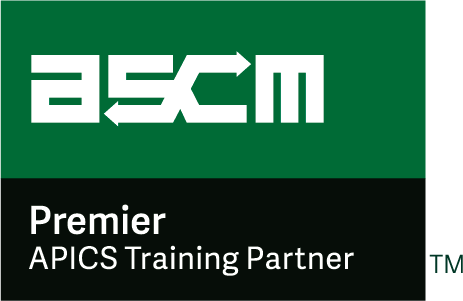 ascm
Premier
APICS Training Partner
TM